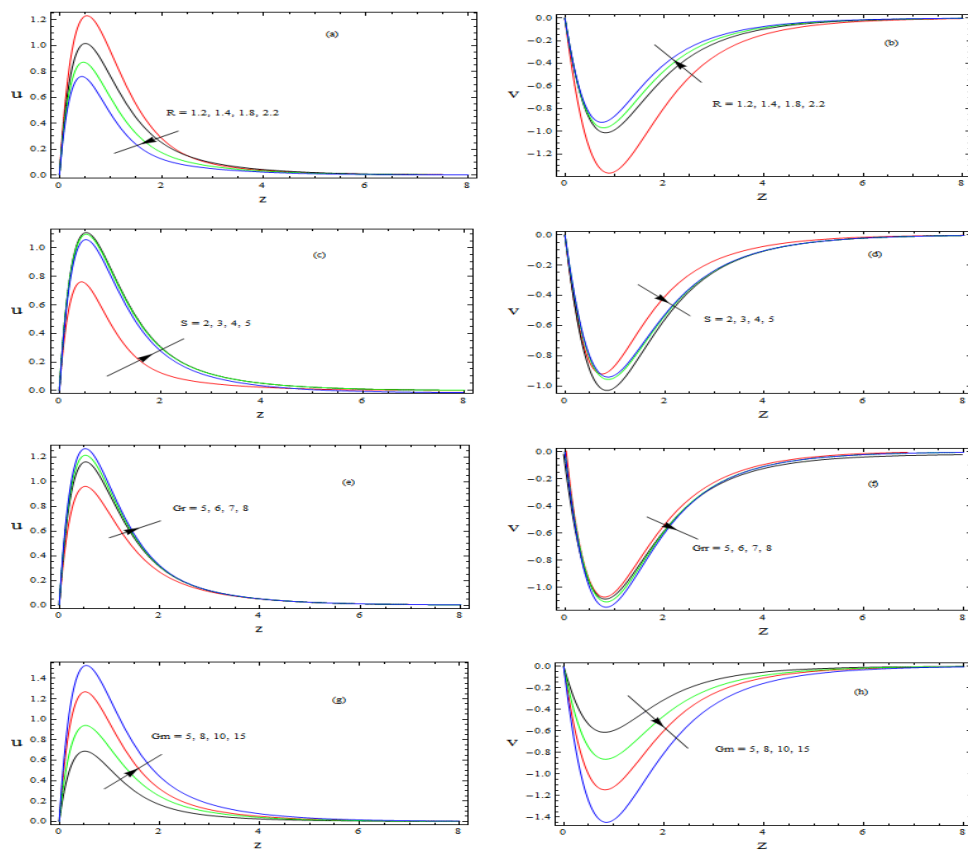 (a)
u
1.2
1.0
0.8
0.6
0.4
0.2
0.0
R = 1.2, 1.4, 1.8, 2.2
0 2 4 6 8
z
(b)
v
0.0
-0.2
-0.4
-0.6
-0.8
-1.0
-1.2
R = 1.2, 1.4, 1.8, 2.2
0 2 4 6 8
z
(c)
u
1.0
0.8
0.6
0.4
0.2
0.0
S = 2, 3, 4, 5
0 2 4 6 8
z
(d)
v
0.0
-0.2
-0.4
-0.6
-0.8
-1.0
S = 2, 3, 4, 5
0 2 4 6 8
z
(e)
u
1.2
1.0
0.8
0.6
0.4
0.2
0.0
Gr = 5, 6, 7, 8
0 2 4 6 8
z
(f)
v
0.0
-0.2
-0.4
-0.6
-0.8
-1.0
Grr = 5, 6, 7, 8
0 2 4 6 8
z
(g)
u
1.4
1.2
1.0
0.8
0.6
0.4
0.2
0.0
Gm = 5, 8, 10, 15
0 2 4 6 8
z
(h)
v
0.0
-0.2
-0.4
-0.6
-0.8
-1.0
-1.2
-1.4
Gm = 5, 8, 10, 15
0 2 4 6 8
z